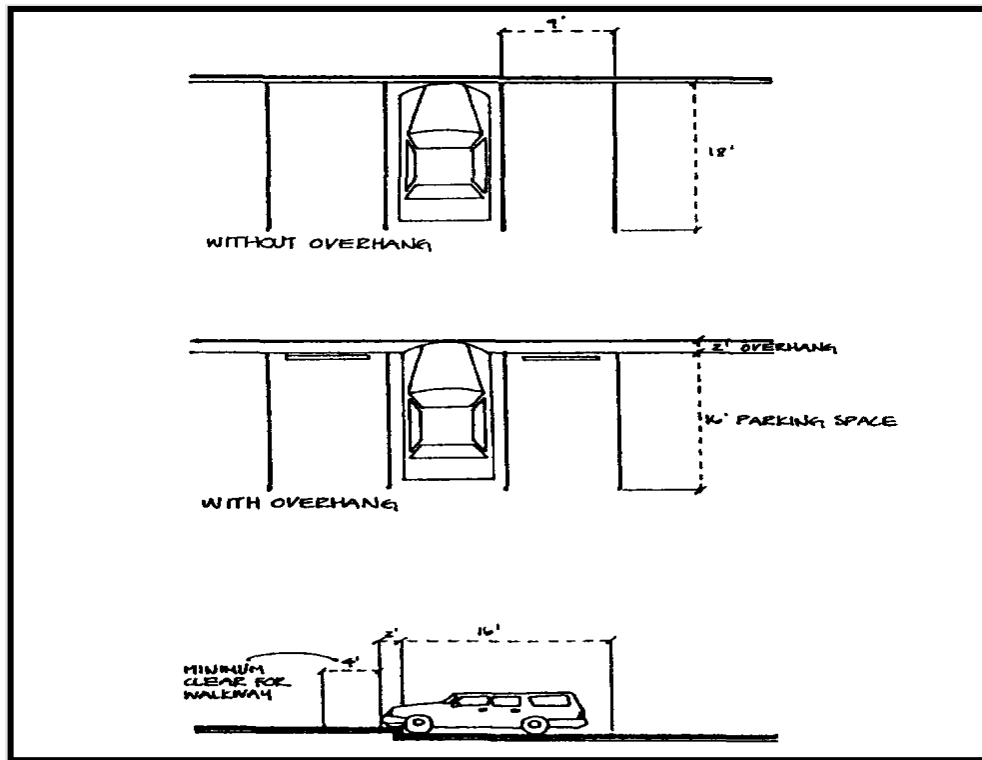 9'
18'
WITHOUT OVERHANG
2' OVERHANG
16' PARKING SPACE
WITH OVERHANG
2'
16'
4'
MINIMUM
CLEAR FOR
WALKWAY